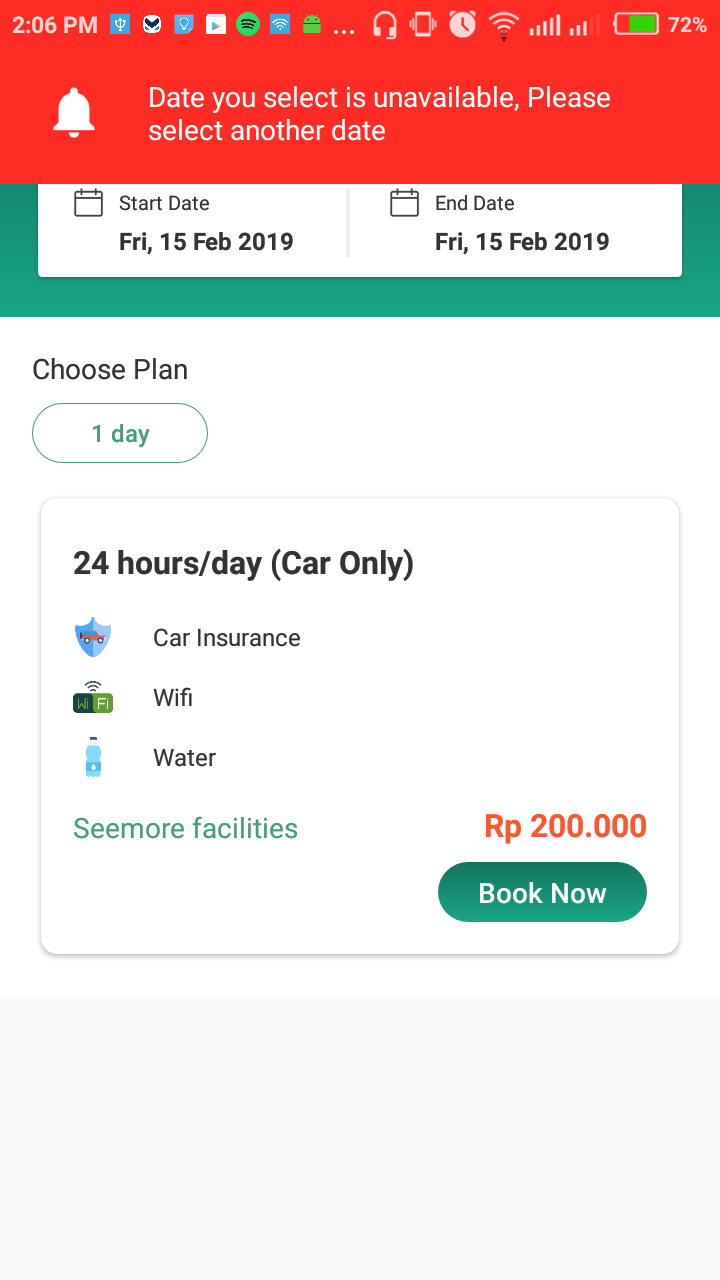 2:06 PM ... 72%
Date you select is unavailable, Please
select another date
Start Date End Date
Fri, 15 Feb 2019 Fri, 15 Feb 2019
Choose Plan
1 day
24 hours/day (Car Only)
Car Insurance
Wi Fi Wifi
Water
Seemore facilities Rp 200.000
Book Now